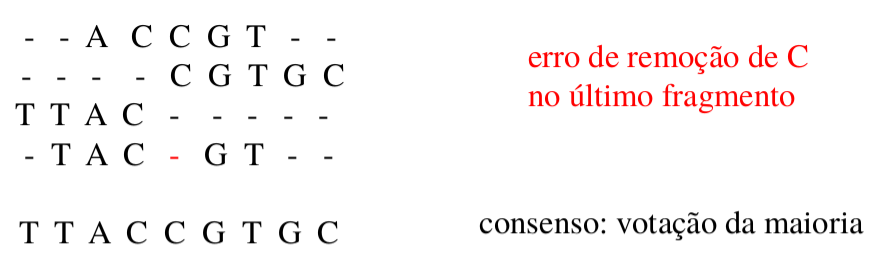 - - A C C G T - -
- - - - C G T G C
T T A C - - - - -
- T A C - G T - -
T T A C C G T G C
erro de remoção de C
no último fragmento
consenso: votação da maioria